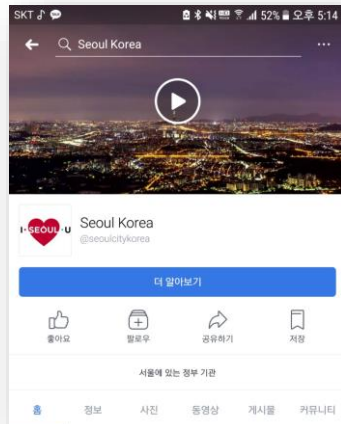 SKT 52% 오후 5:14
Seoul Korea
I·SEOUL·U
Seoul Korea
@seoulcitykorea
더 알아보기
좋아요 팔로우 공유하기 저장
서울에 있는 정부 기관
홈 정보 사진 동영상 게시물 커뮤니티